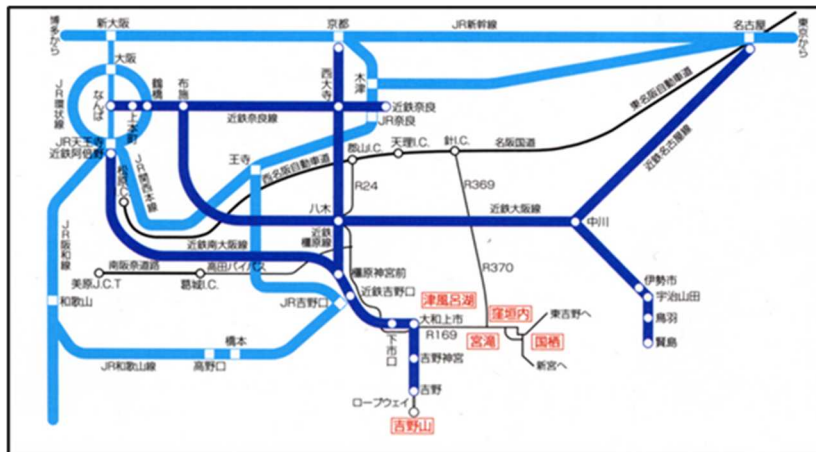 博多から
新大阪
京都
JR新幹線
名古屋
東京から
大阪
JR環状線
なんば
上本町
鶴橋
布施
西大寺
木津
近鉄奈良
近鉄奈良線
JR奈良
東名阪自動車道
JR天王寺
近鉄阿倍野
松原I.C.
JR関西本線
王寺
西名阪自動車道
郡山I.C.
天理I.C.
針I.C.
名阪国道
近鉄名古屋線
R24
R369
八木
近鉄大阪線
中川
JR阪和線
近鉄南大阪線
近鉄
橿原線
南阪奈道路
高田バイパス
美原J.C.T
葛城I.C.
橿原神宮前
R370
伊勢市
宇治山田
鳥羽
賢島
和歌山
JR吉野口
近鉄吉野口
津風呂湖
窪垣内
東吉野へ
大和上市
R169
宮滝
国栖
新宮へ
下市口
橋本
高野口
JR和歌山線
吉野神宮
吉野
ロープウェイ
吉野山